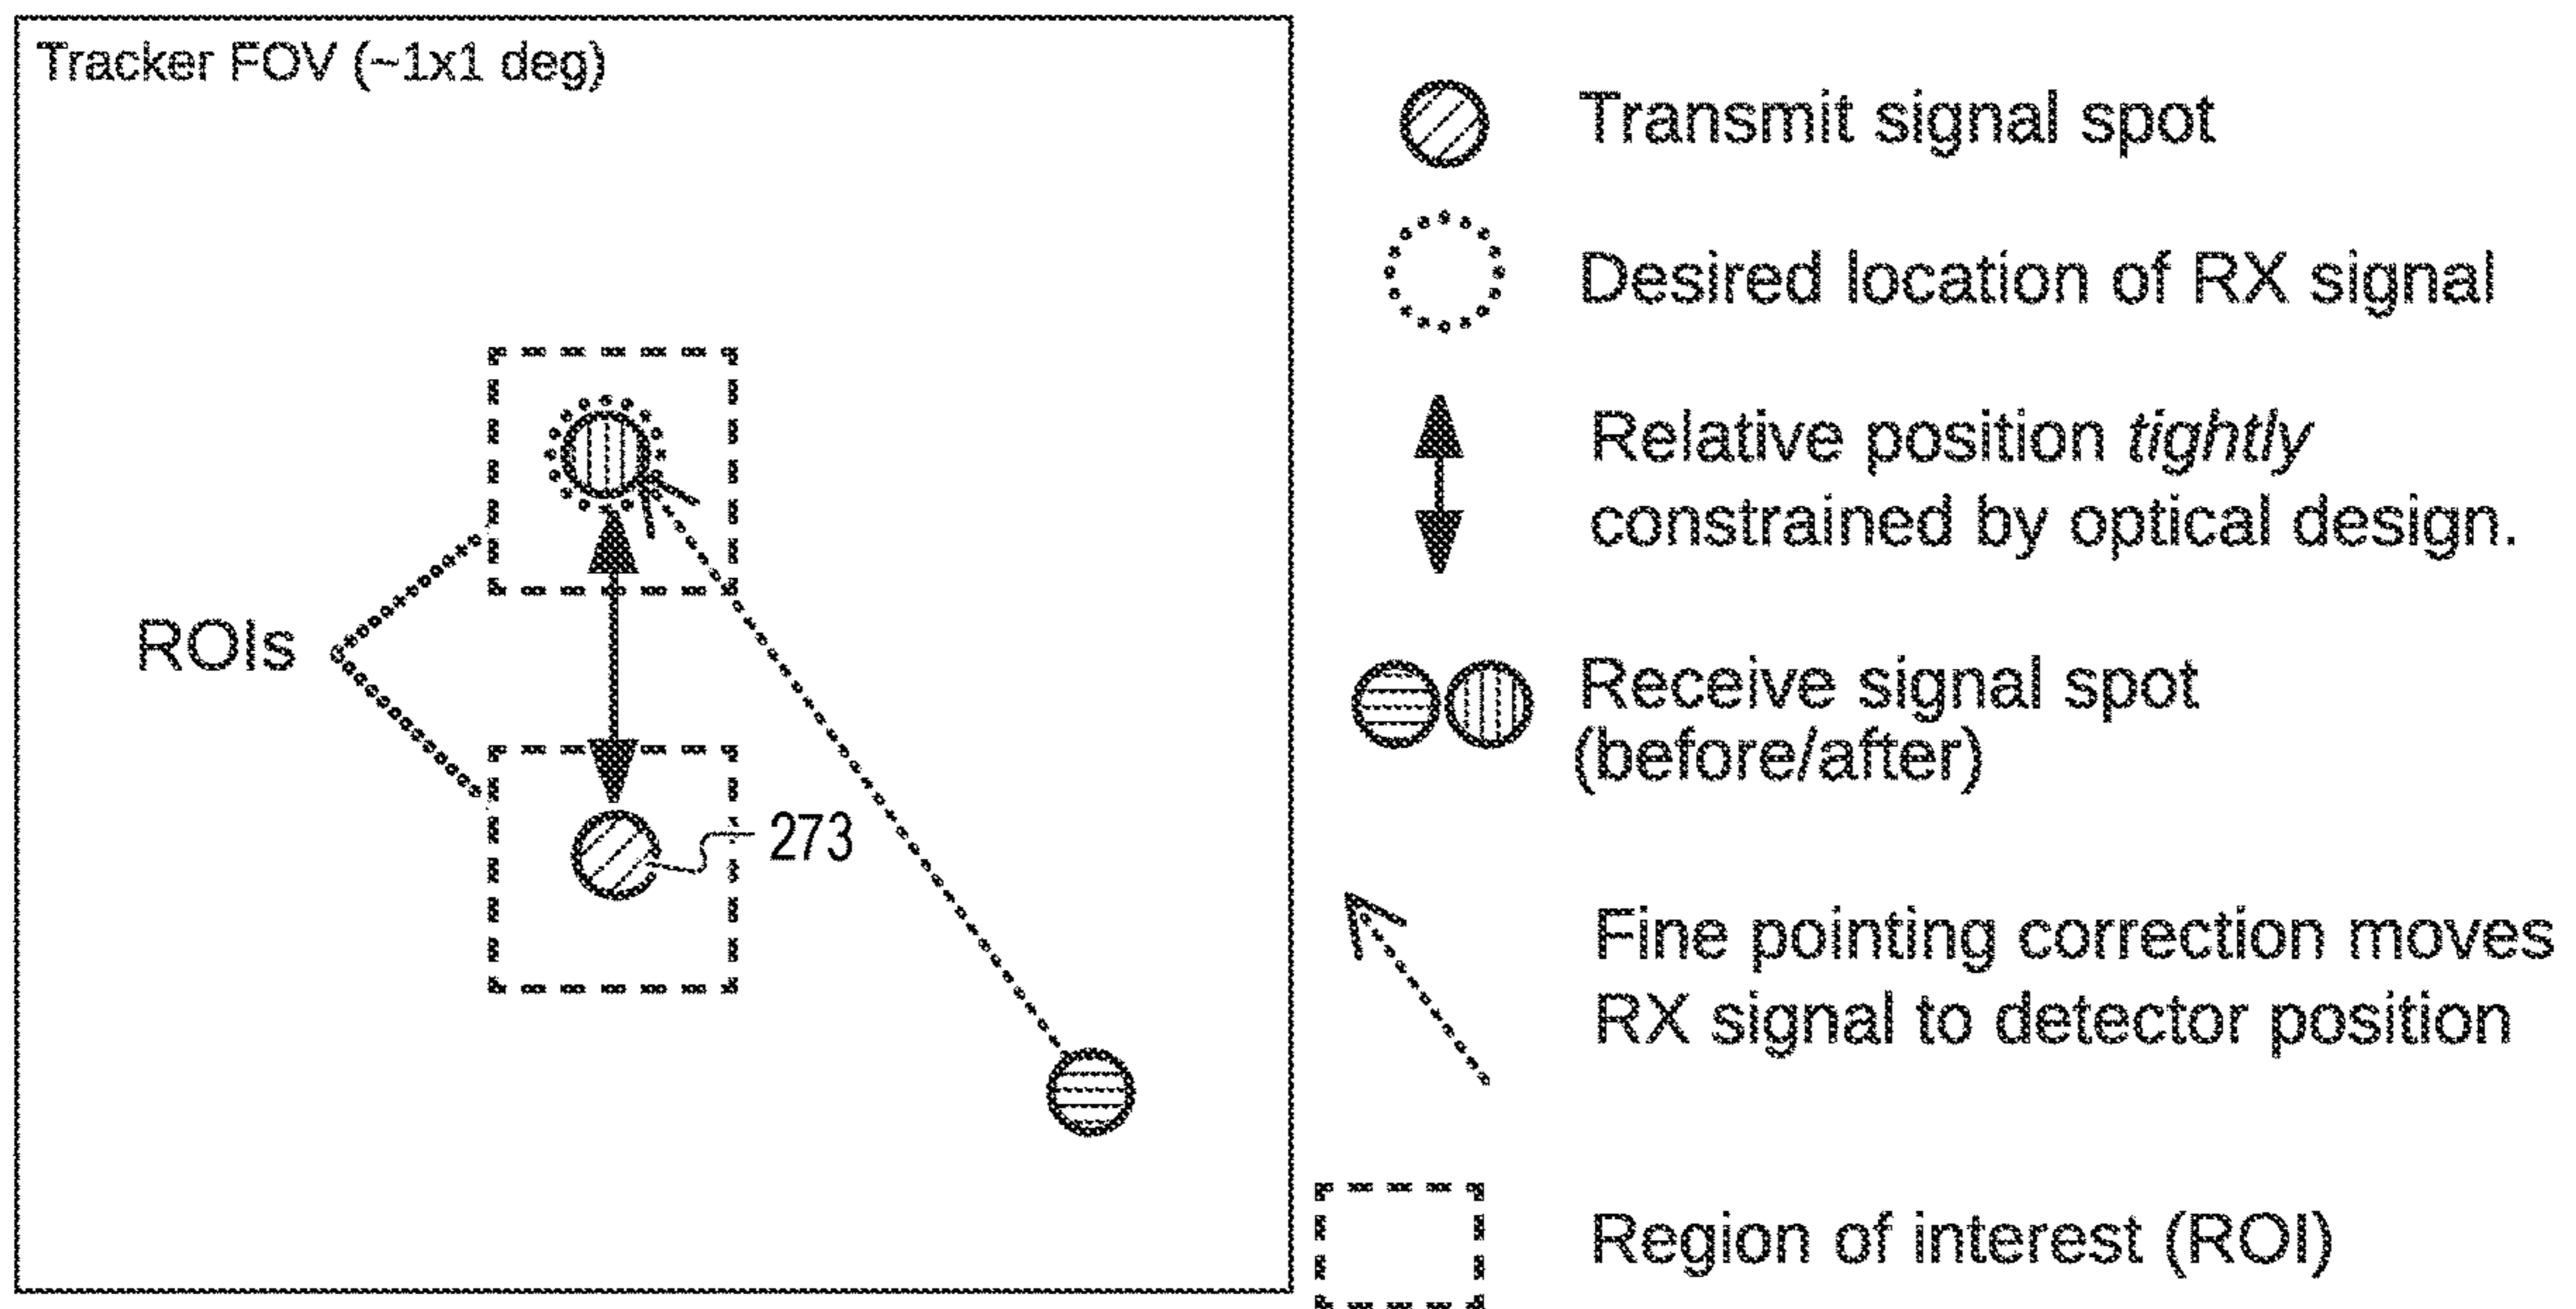 Tracker FOV (~1x1 deg)
ROIs
273
Transmit signal spot
Desired location of RX signal
Relative position tightly
constrained by optical design.
Receive signal spot
(before/after)
Fine pointing correction moves
RX signal to detector position
Region of interest (ROI)